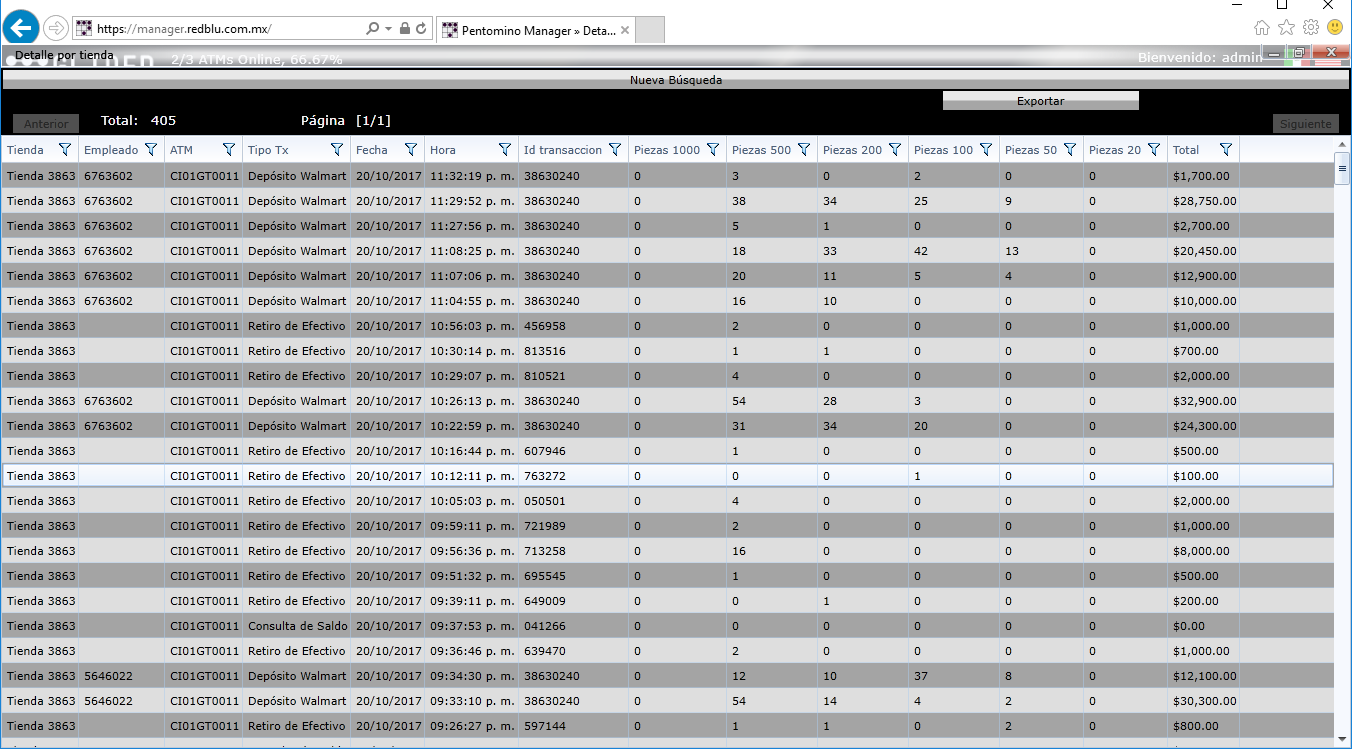 https://manager.redblu.com.mx/
Pentomino Manager » Deta...
Detalle por tienda
2/3 ATMs Online, 66.67%
Bienvenido: admin
Nueva Búsqueda
Exportar
Anterior Total: 405 Página [1/1] Siguiente
Tienda Empleado ATM Tipo Tx Fecha Hora Id transaccion Piezas 1000 Piezas 500 Piezas 200 Piezas 100 Piezas 50 Piezas 20 Total
Tienda 3863 6763602 CI01GT0011 Depósito Walmart 20/10/2017 11:32:19 p. m. 38630240 0 3 0 2 0 0 $1,700.00
Tienda 3863 6763602 CI01GT0011 Depósito Walmart 20/10/2017 11:29:52 p. m. 38630240 0 38 34 25 9 0 $28,750.00
Tienda 3863 6763602 CI01GT0011 Depósito Walmart 20/10/2017 11:27:56 p. m. 38630240 0 5 1 0 0 0 $2,700.00
Tienda 3863 6763602 CI01GT0011 Depósito Walmart 20/10/2017 11:08:25 p. m. 38630240 0 18 33 42 13 0 $20,450.00
Tienda 3863 6763602 CI01GT0011 Depósito Walmart 20/10/2017 11:07:06 p. m. 38630240 0 20 11 5 4 0 $12,900.00
Tienda 3863 6763602 CI01GT0011 Depósito Walmart 20/10/2017 11:04:55 p. m. 38630240 0 16 10 0 0 0 $10,000.00
Tienda 3863 CI01GT0011 Retiro de Efectivo 20/10/2017 10:56:03 p. m. 456958 0 2 0 0 0 0 $1,000.00
Tienda 3863 CI01GT0011 Retiro de Efectivo 20/10/2017 10:30:14 p. m. 813516 0 1 1 0 0 0 $700.00
Tienda 3863 CI01GT0011 Retiro de Efectivo 20/10/2017 10:29:07 p. m. 810521 0 4 0 0 0 0 $2,000.00
Tienda 3863 6763602 CI01GT0011 Depósito Walmart 20/10/2017 10:26:13 p. m. 38630240 0 54 28 3 0 0 $32,900.00
Tienda 3863 6763602 CI01GT0011 Depósito Walmart 20/10/2017 10:22:59 p. m. 38630240 0 31 34 20 0 0 $24,300.00
Tienda 3863 CI01GT0011 Retiro de Efectivo 20/10/2017 10:16:44 p. m. 607946 0 1 0 0 0 0 $500.00
Tienda 3863 CI01GT0011 Retiro de Efectivo 20/10/2017 10:12:11 p. m. 763272 0 0 0 1 0 0 $100.00
Tienda 3863 CI01GT0011 Retiro de Efectivo 20/10/2017 10:05:03 p. m. 050501 0 4 0 0 0 0 $2,000.00
Tienda 3863 CI01GT0011 Retiro de Efectivo 20/10/2017 09:59:11 p. m. 721989 0 2 0 0 0 0 $1,000.00
Tienda 3863 CI01GT0011 Retiro de Efectivo 20/10/2017 09:56:36 p. m. 713258 0 16 0 0 0 0 $8,000.00
Tienda 3863 CI01GT0011 Retiro de Efectivo 20/10/2017 09:51:32 p. m. 695545 0 1 0 0 0 0 $500.00
Tienda 3863 CI01GT0011 Retiro de Efectivo 20/10/2017 09:39:11 p. m. 649009 0 0 1 0 0 0 $200.00
Tienda 3863 CI01GT0011 Consulta de Saldo 20/10/2017 09:37:53 p. m. 041266 0 0 0 0 0 0 $0.00
Tienda 3863 CI01GT0011 Retiro de Efectivo 20/10/2017 09:36:46 p. m. 639470 0 2 0 0 0 0 $1,000.00
Tienda 3863 5646022 CI01GT0011 Depósito Walmart 20/10/2017 09:34:30 p. m. 38630240 0 12 10 37 8 0 $12,100.00
Tienda 3863 5646022 CI01GT0011 Depósito Walmart 20/10/2017 09:33:10 p. m. 38630240 0 54 14 4 2 0 $30,300.00
Tienda 3863 CI01GT0011 Retiro de Efectivo 20/10/2017 09:26:27 p. m. 597144 0 1 1 0 2 0 $800.00